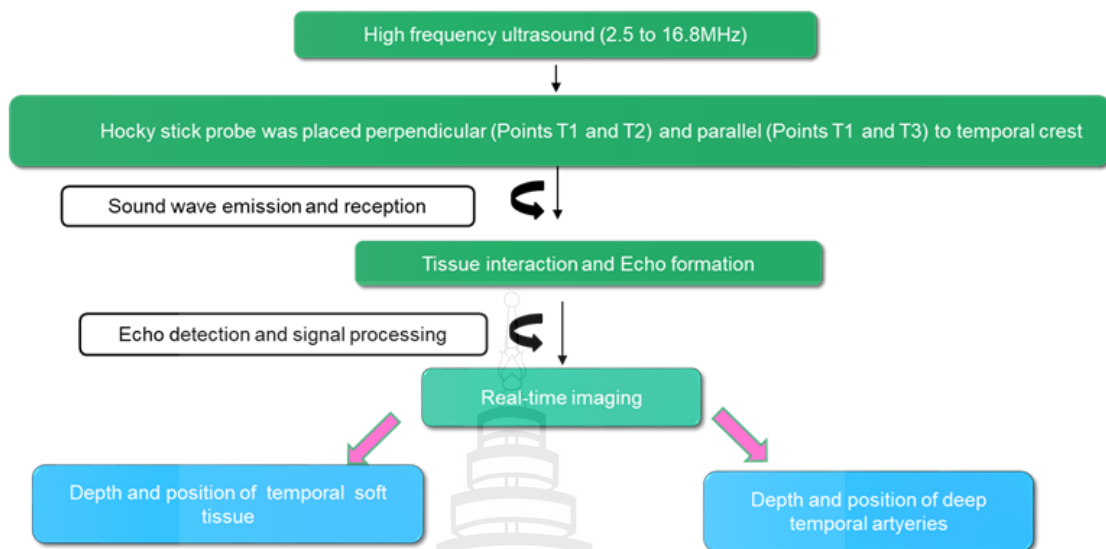 High frequency ultrasound (2.5 to 16.8MHz)
Hocky stick probe was placed perpendicular (Points T1 and T2) and parallel (Points T1 and T3) to temporal crest
Sound wave emission and reception
Tissue interaction and Echo formation
Echo detection and signal processing
Real-time imaging
Depth and position of temporal soft
tissue
Depth and position of deep
temporal artyeries